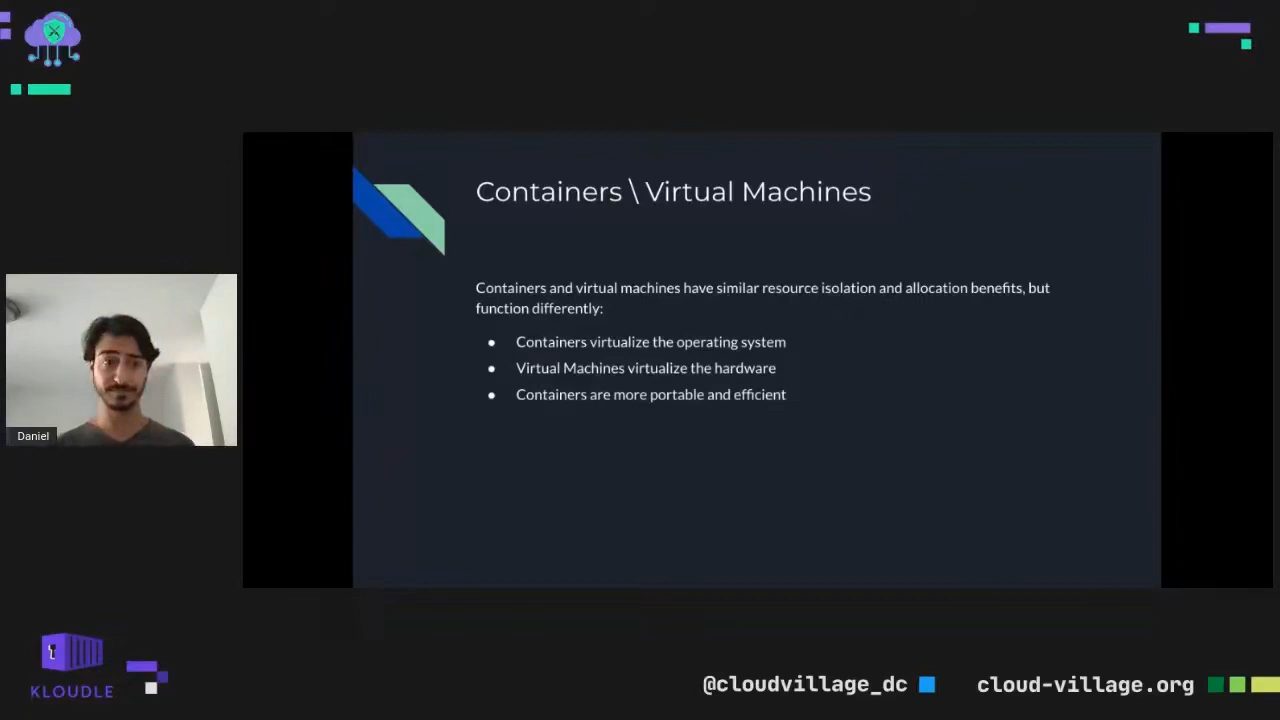 Containers \ Virtual Machines
Containers and virtual machines have similar resource isolation and allocation benefits, but
function differently:
● Containers virtualize the operating system
● Virtual Machines virtualize the hardware
● Containers are more portable and efficient
Daniel
KLOUDLE
@cloudvillage_dc
cloud-village.org